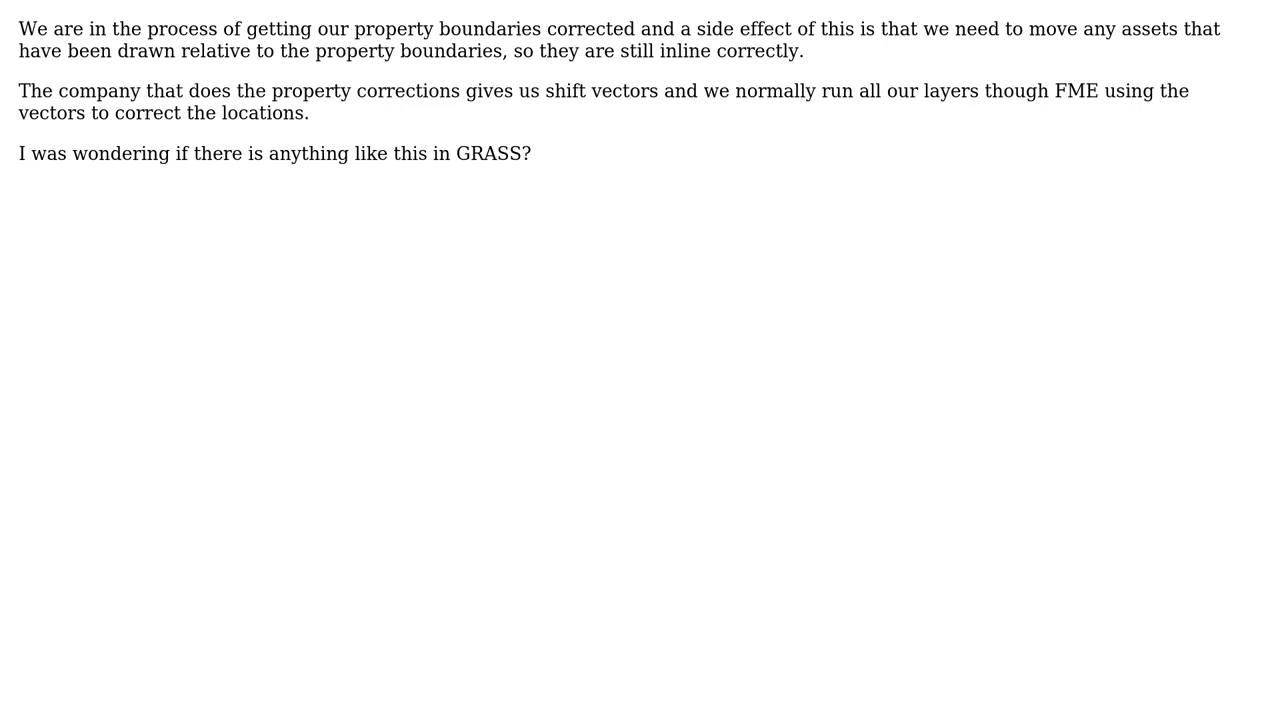 We are in the process of getting our property boundaries corrected and a side effect of this is that we need to move any assets that
have been drawn relative to the property boundaries, so they are still inline correctly.
The company that does the property corrections gives us shift vectors and we normally run all our layers though FME using the
vectors to correct the locations.
I was wondering if there is anything like this in GRASS?